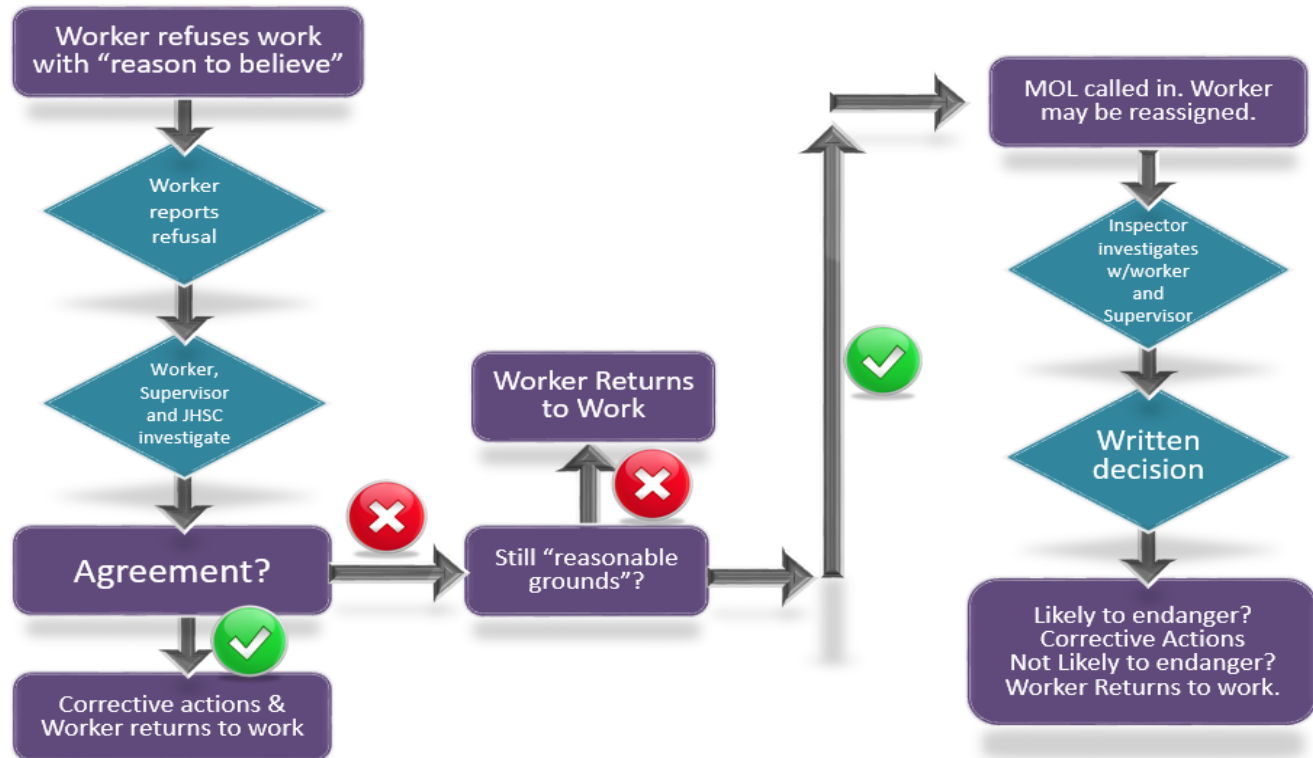 Worker refuses work
with “reason to believe”
Worker
reports
refusal
Worker,
Supervisor
and JHSC
investigate
Agreement?
Corrective actions &
Worker returns to work
Worker Returns
to Work
Still “reasonable
grounds”?
MOL called in. Worker
may be reassigned.
Inspector
investigates
w/worker
and
Supervisor
Written
decision
Likely to endanger?
Corrective Actions
Not Likely to endanger?
Worker Returns to work.